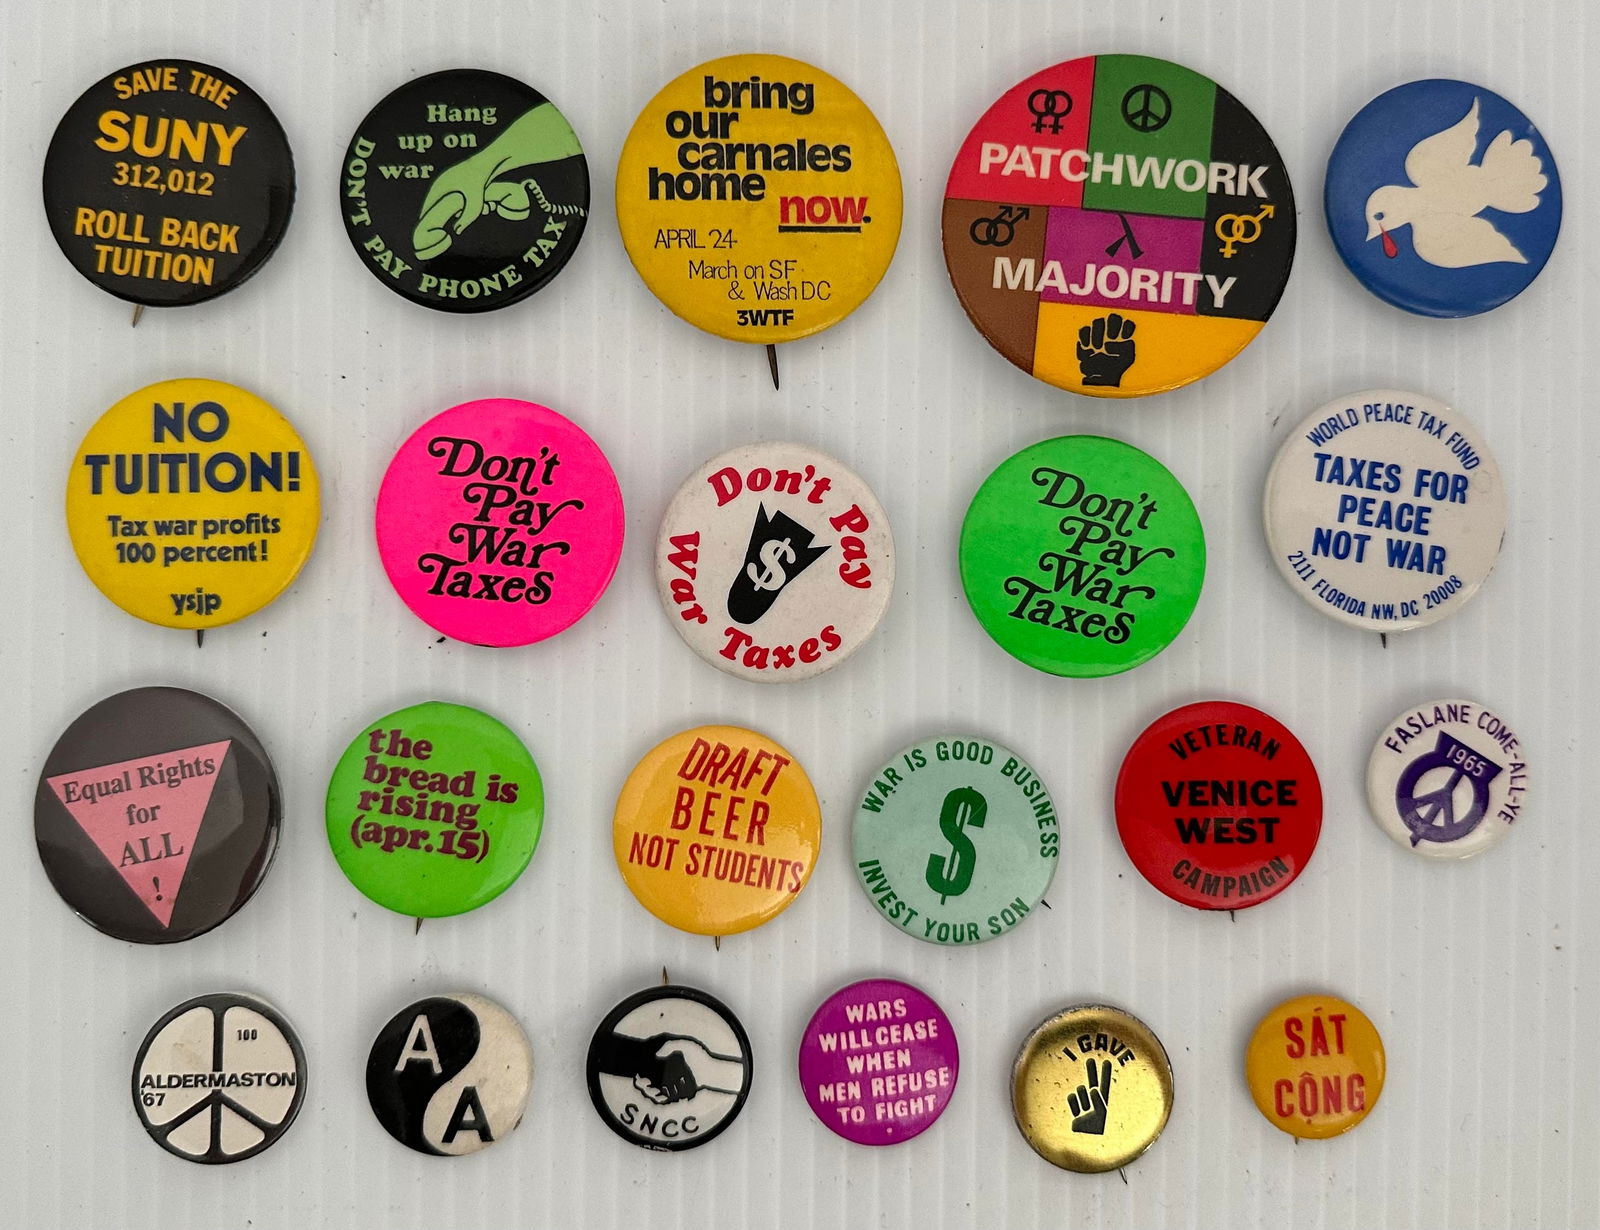 SAVE THE
SUNY
312,012
ROLL BACK
TUITION
Hang
up on
war
DON'T PAY PHONE TAX
bring
our
carnales
home
now.
APRIL 24
March on SF
& Wash DC
3WTF
PATCHWORK
MAJORITY
NO
TUITION!
Tax war profits
100 percent!
ysjp
Don't
Pay
War
Taxes
Don't Pay
War Taxes
$
Don't
Pay
War
Taxes
WORLD PEACE TAX FUND
TAXES FOR
PEACE
NOT WAR
2111 FLORIDA NW, DC 20008
Equal Rights
for
ALL
!
the
bread is
rising
(apr.15)
DRAFT
BEER
NOT STUDENTS
WAR IS GOOD BUSINESS
$
INVEST YOUR SON
VETERAN
VENICE
WEST
CAMPAIGN
FASLANE COME-ALL-YE
1965
100
ALDERMASTON
'67
A
A
SNCC
WARS
WILL CEASE
WHEN
MEN REFUSE
TO FIGHT
I GAVE
SÁT
CỘNG